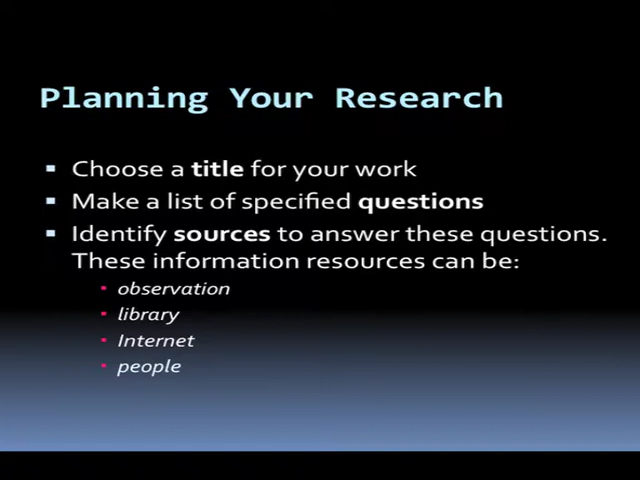 Planning Your Research
Choose a title for your work
Make a list of specified questions
Identify sources to answer these questions.
These information resources can be:
observation
library
Internet
people